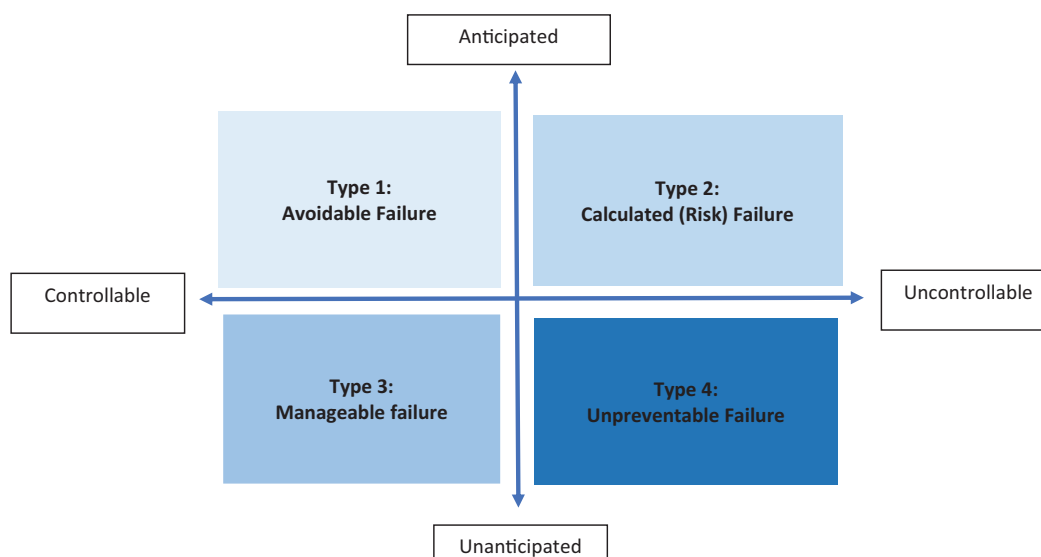 Anticipated
Type 1:
Avoidable Failure
Type 2:
Calculated (Risk) Failure
Controllable
Uncontrollable
Type 3:
Manageable failure
Type 4:
Unpreventable Failure
Unanticipated